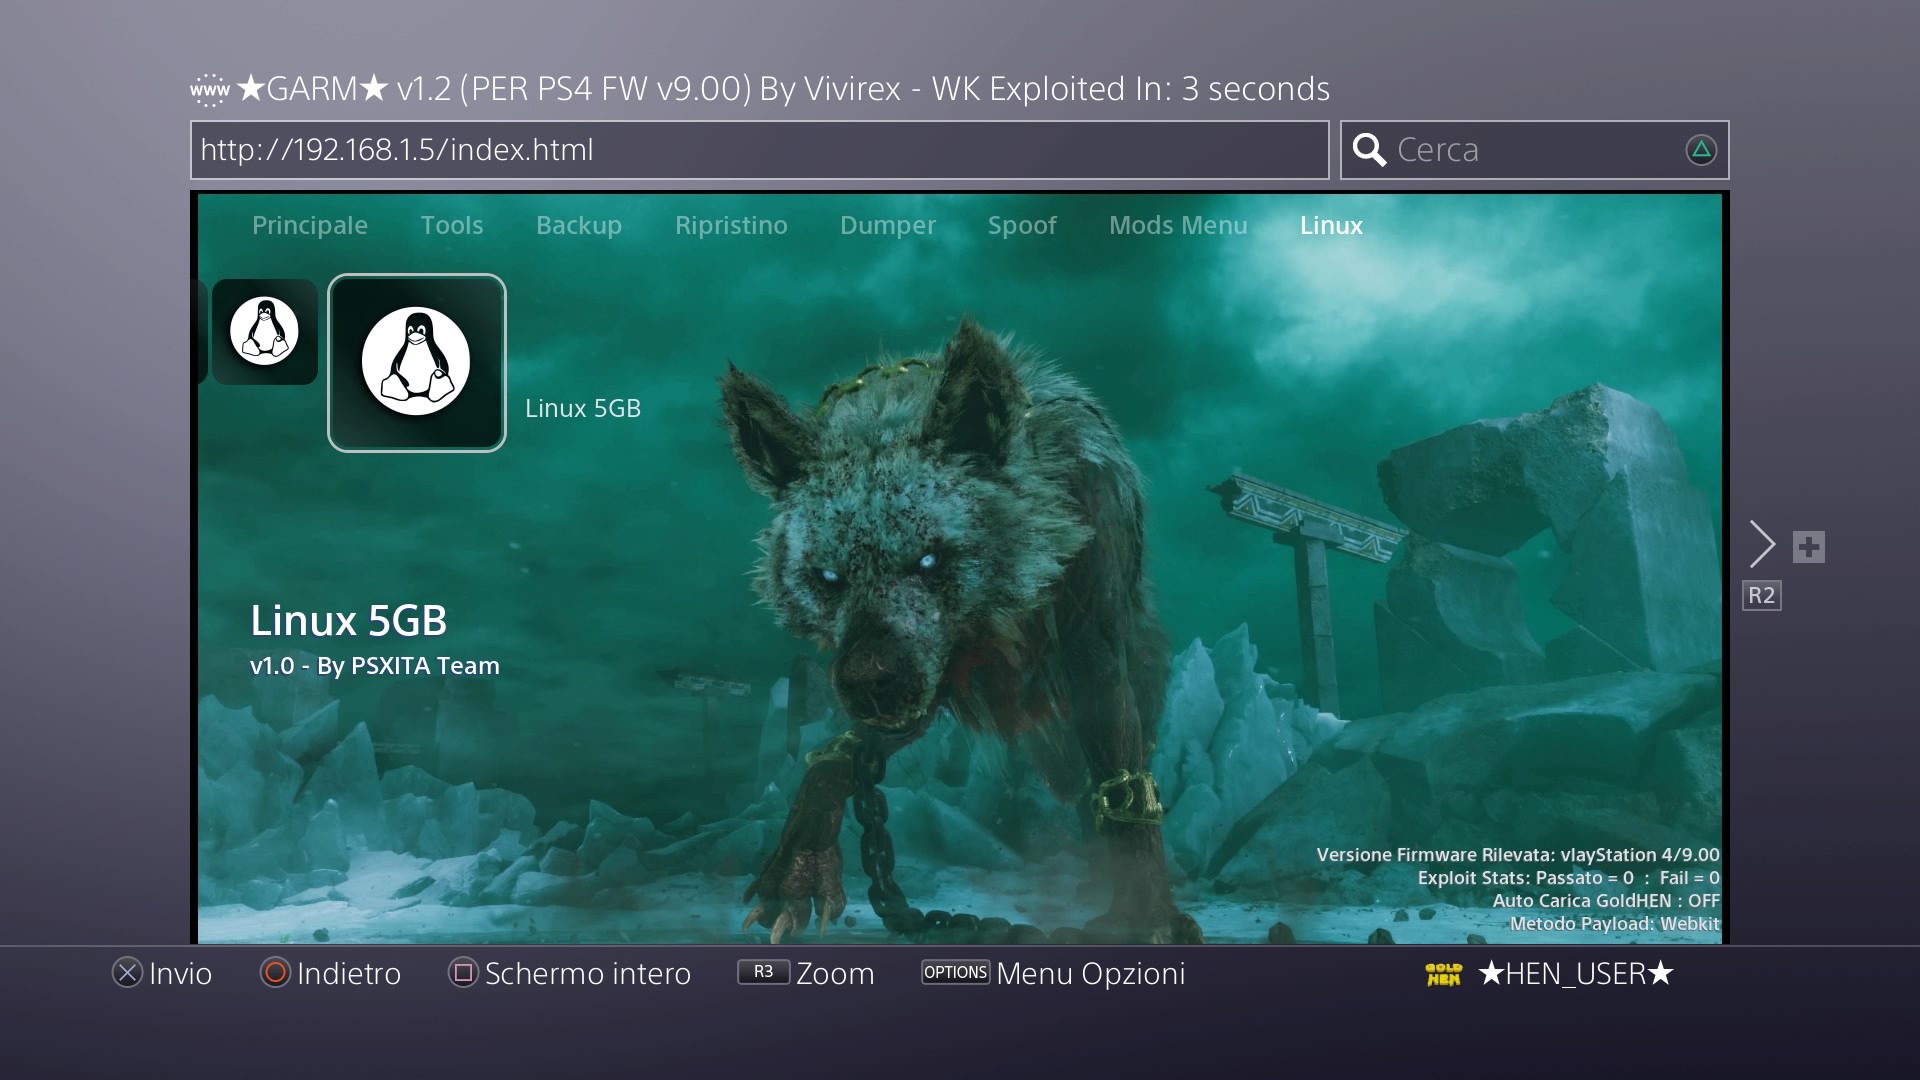 www ★GARM★ v1.2 (PER PS4 FW v9.00) By Vivirex - WK Exploited In: 3 seconds
http://192.168.1.5/index.html
Cerca
Principale Tools Backup Ripristino Dumper Spoof Mods Menu Linux
Linux 5GB
Linux 5GB
v1.0 - By PSXITA Team
R2
Versione Firmware Rilevata: vlayStation 4/9.00
Exploit Stats: Passato = 0 : Fail = 0
Auto Carica GoldHEN : OFF
Metodo Payload: Webkit
Invio Indietro Schermo intero R3 Zoom OPTIONS Menu Opzioni GOLD HEN ★HEN_USER★